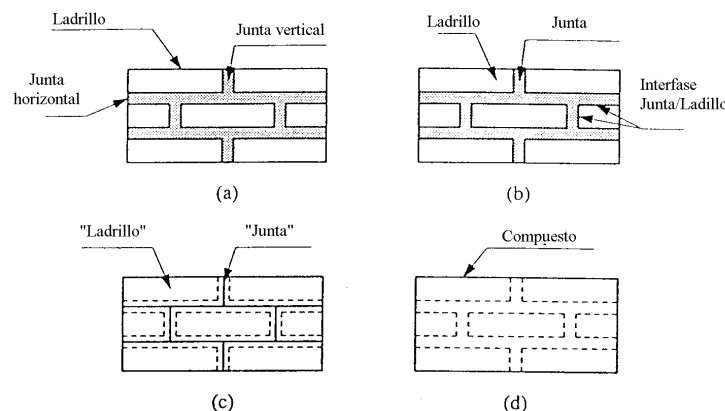 Ladrillo
Junta vertical
Junta
horizontal
(a)
Ladrillo
Junta
Interfase
Junta/Ladillo
(b)
"Ladrillo"
"Junta"
(c)
Compuesto
(d)